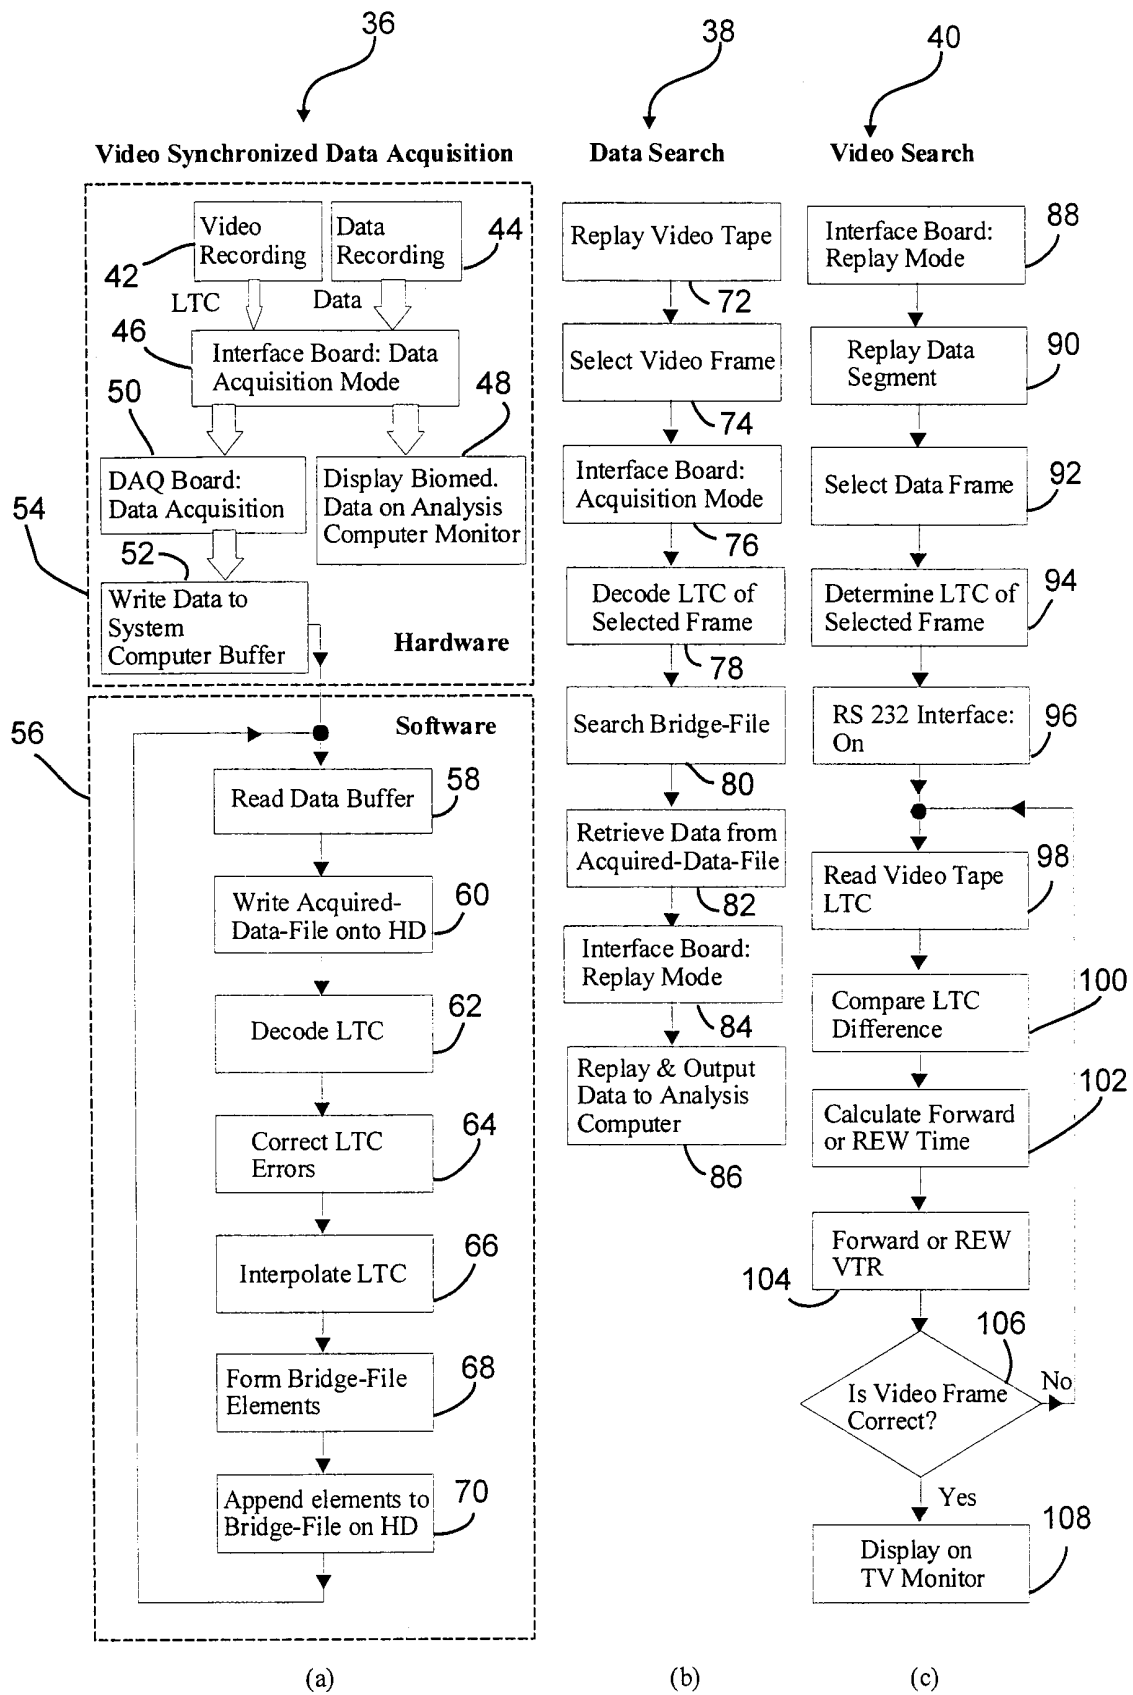 36
38
40
Video Synchronized Data Acquisition
Data Search
Video Search
Video
Recording
42
Data
Recording
44
LTC
Data
46
Interface Board: Data
Acquisition Mode
50
48
DAQ Board:
Data Acquisition
Display Biomed.
Data on Analysis
Computer Monitor
54
52
Write Data to
System
Computer Buffer
Hardware
56
Software
Read Data Buffer
58
Write Acquired-
Data-File onto HD
60
Decode LTC
62
Correct LTC
Errors
64
Interpolate LTC
66
Form Bridge-File
Elements
68
Append elements to
Bridge-File on HD
70
(a)
Replay Video Tape
72
Select Video Frame
74
Interface Board:
Acquisition Mode
76
Decode LTC of
Selected Frame
78
Search Bridge-File
80
Retrieve Data from
Acquired-Data-File
82
Interface Board:
Replay Mode
84
Replay & Output
Data to Analysis
Computer
86
(b)
Interface Board:
Replay Mode
88
Replay Data
Segment
90
Select Data Frame
92
Determine LTC of
Selected Frame
94
RS 232 Interface:
On
96
Read Video Tape
LTC
98
Compare LTC
Difference
100
Calculate Forward
or REW Time
102
Forward or REW
VTR
104
Is Video Frame
Correct?
106
No
Yes
Display on
TV Monitor
108
(c)